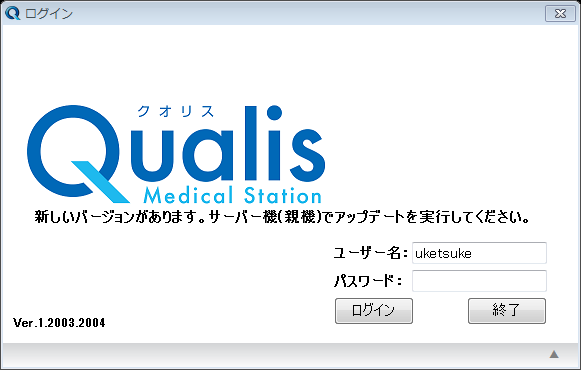 ログイン
クオリス
Qualis
Medical Station
新しいバージョンがあります。サーバー機(親機)でアップデートを実行してください。
ユーザー名: uketsuke
パスワード:
ログイン 終了
Ver.1.2003.2004